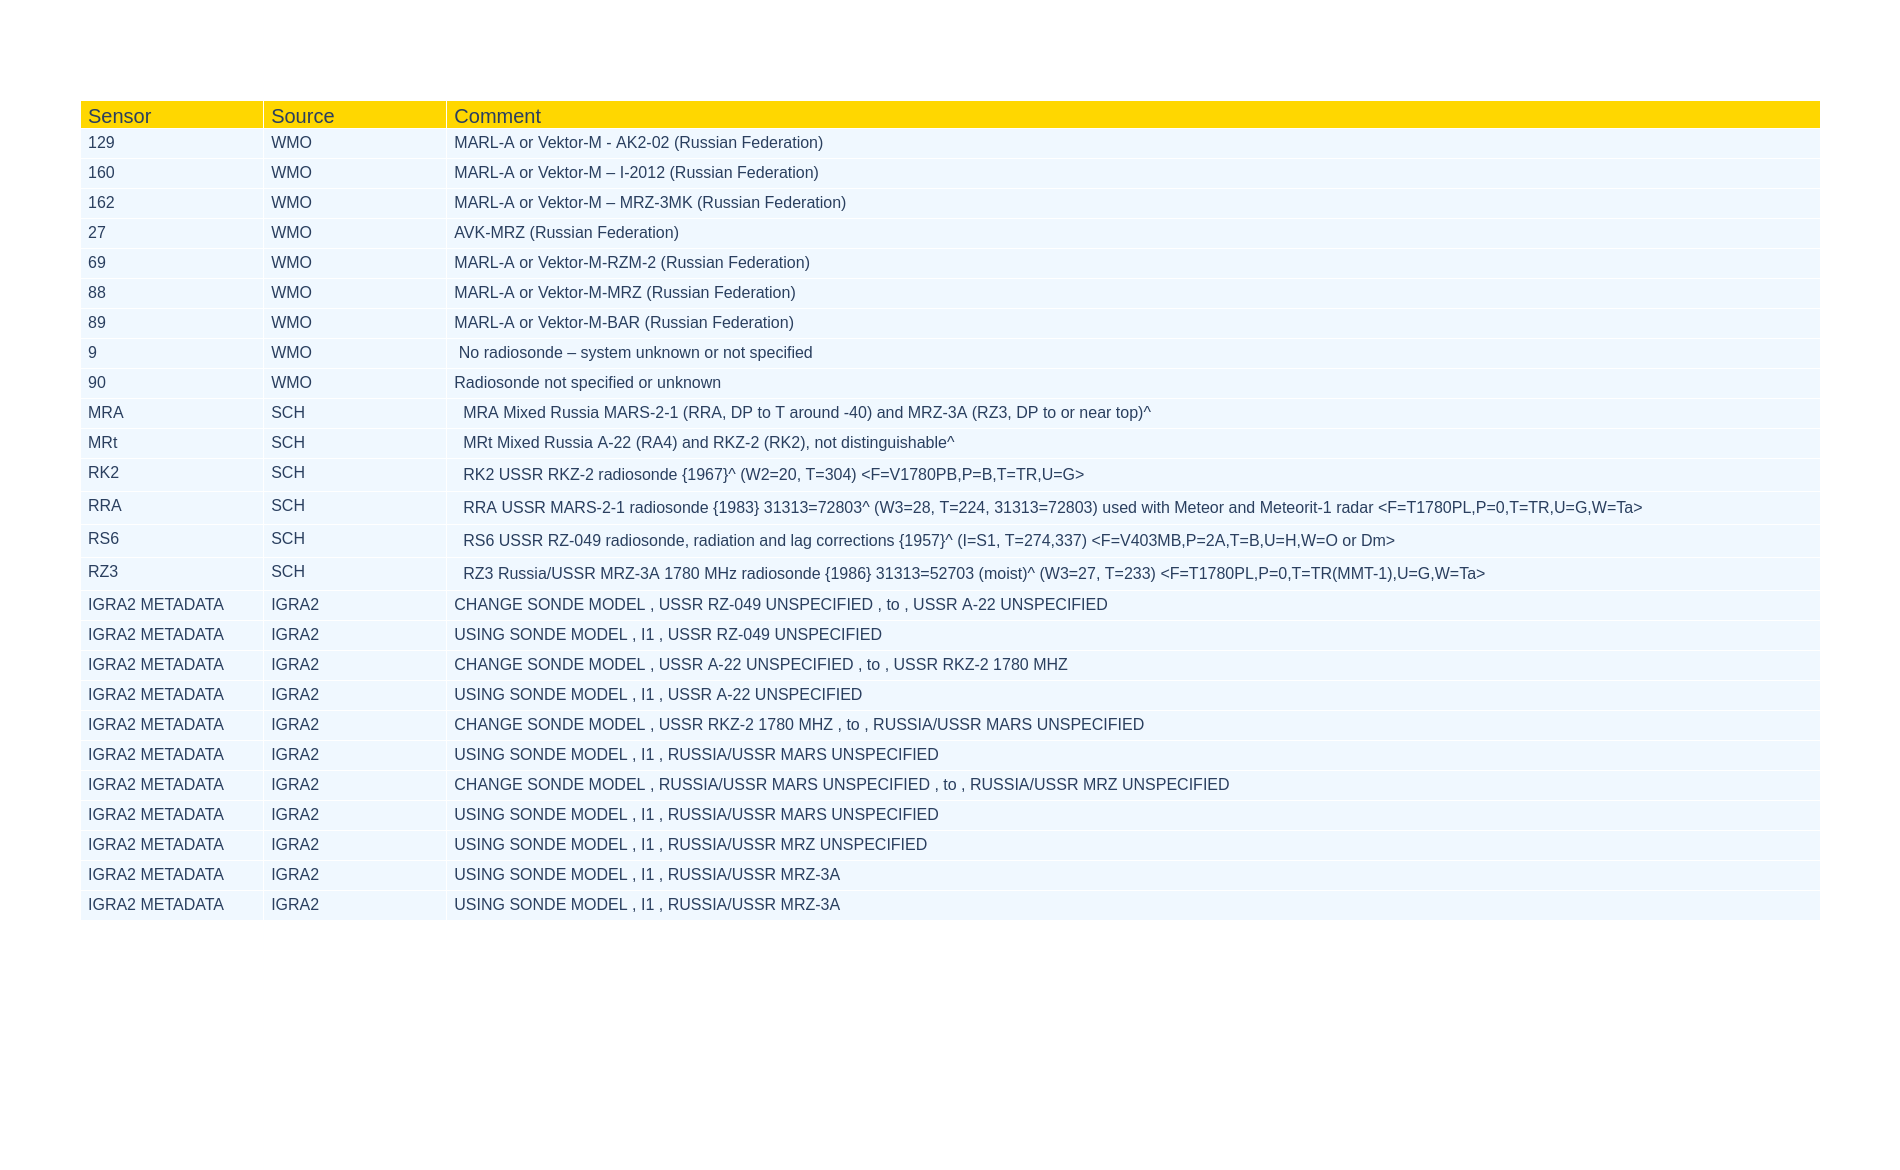 Sensor Source Comment
129 WMO MARL-A or Vektor-M - AK2-02 (Russian Federation)
160 WMO MARL-A or Vektor-M – I-2012 (Russian Federation)
162 WMO MARL-A or Vektor-M – MRZ-3MK (Russian Federation)
27 WMO AVK-MRZ (Russian Federation)
69 WMO MARL-A or Vektor-M-RZM-2 (Russian Federation)
88 WMO MARL-A or Vektor-M-MRZ (Russian Federation)
89 WMO MARL-A or Vektor-M-BAR (Russian Federation)
9 WMO No radiosonde – system unknown or not specified
90 WMO Radiosonde not specified or unknown
MRA SCH MRA Mixed Russia MARS-2-1 (RRA, DP to T around -40) and MRZ-3A (RZ3, DP to or near top)^
MRt SCH MRt Mixed Russia A-22 (RA4) and RKZ-2 (RK2), not distinguishable^
RK2 SCH RK2 USSR RKZ-2 radiosonde {1967}^ (W2=20, T=304) <F=V1780PB,P=B,T=TR,U=G>
RRA SCH RRA USSR MARS-2-1 radiosonde {1983} 31313=72803^ (W3=28, T=224, 31313=72803) used with Meteor and Meteorit-1 radar <F=T1780PL,P=0,T=TR,U=G,W=Ta>
RS6 SCH RS6 USSR RZ-049 radiosonde, radiation and lag corrections {1957}^ (I=S1, T=274,337) <F=V403MB,P=2A,T=B,U=H,W=O or Dm>
RZ3 SCH RZ3 Russia/USSR MRZ-3A 1780 MHz radiosonde {1986} 31313=52703 (moist)^ (W3=27, T=233) <F=T1780PL,P=0,T=TR(MMT-1),U=G,W=Ta>
IGRA2 METADATA IGRA2 CHANGE SONDE MODEL , USSR RZ-049 UNSPECIFIED , to , USSR A-22 UNSPECIFIED
IGRA2 METADATA IGRA2 USING SONDE MODEL , I1 , USSR RZ-049 UNSPECIFIED
IGRA2 METADATA IGRA2 CHANGE SONDE MODEL , USSR A-22 UNSPECIFIED , to , USSR RKZ-2 1780 MHZ
IGRA2 METADATA IGRA2 USING SONDE MODEL , I1 , USSR A-22 UNSPECIFIED
IGRA2 METADATA IGRA2 CHANGE SONDE MODEL , USSR RKZ-2 1780 MHZ , to , RUSSIA/USSR MARS UNSPECIFIED
IGRA2 METADATA IGRA2 USING SONDE MODEL , I1 , RUSSIA/USSR MARS UNSPECIFIED
IGRA2 METADATA IGRA2 CHANGE SONDE MODEL , RUSSIA/USSR MARS UNSPECIFIED , to , RUSSIA/USSR MRZ UNSPECIFIED
IGRA2 METADATA IGRA2 USING SONDE MODEL , I1 , RUSSIA/USSR MARS UNSPECIFIED
IGRA2 METADATA IGRA2 USING SONDE MODEL , I1 , RUSSIA/USSR MRZ UNSPECIFIED
IGRA2 METADATA IGRA2 USING SONDE MODEL , I1 , RUSSIA/USSR MRZ-3A
IGRA2 METADATA IGRA2 USING SONDE MODEL , I1 , RUSSIA/USSR MRZ-3A